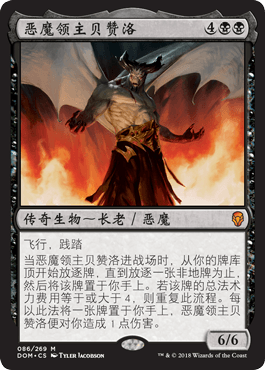 恶魔领主贝赞洛 4
传奇生物～长老／恶魔
飞行，践踏
当恶魔领主贝赞洛进战场时，从你的牌库
顶开始放逐牌，直到放逐一张非地牌为止，
然后将该牌置于你手上。若该牌的总法术
力费用等于或大于4，则重复此流程。每
以此法将一张牌置于你手上，恶魔领主贝
赞洛便对你造成1点伤害。
6/6
086/269 M
DOM • CS TYLER JACOBSON
™ & © 2018 Wizards of the Coast